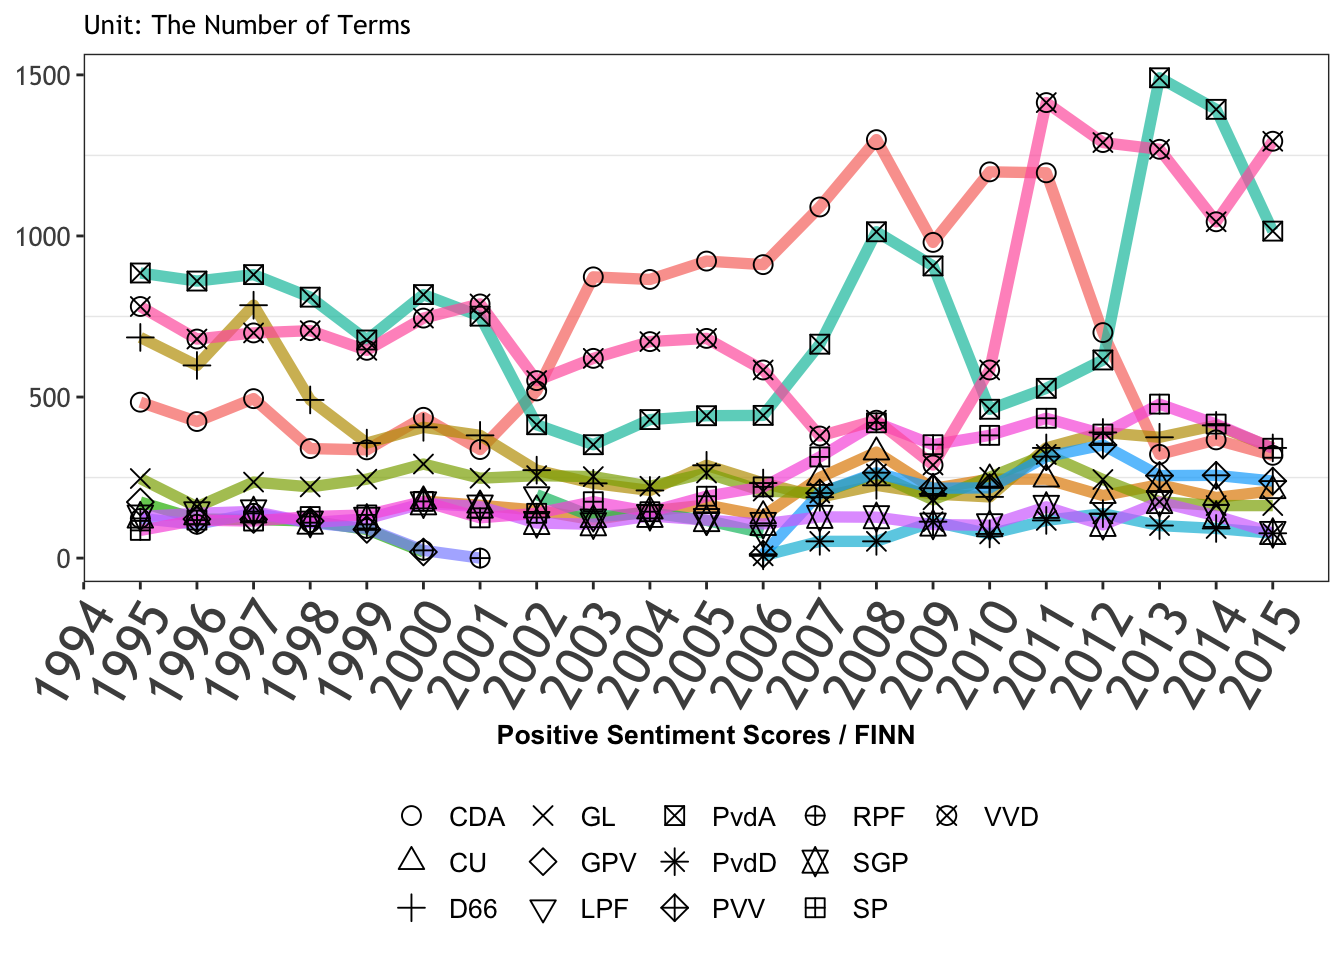 Unit: The Number of Terms
1500
1000
500
0
1994 1995 1996 1997 1998 1999 2000 2001 2002 2003 2004 2005 2006 2007 2008 2009 2010 2011 2012 2013 2014 2015
Positive Sentiment Scores / FINN
CDA GL PvdA RPF VVD
CU GPV PvdD SGP
D66 LPF PVV SP